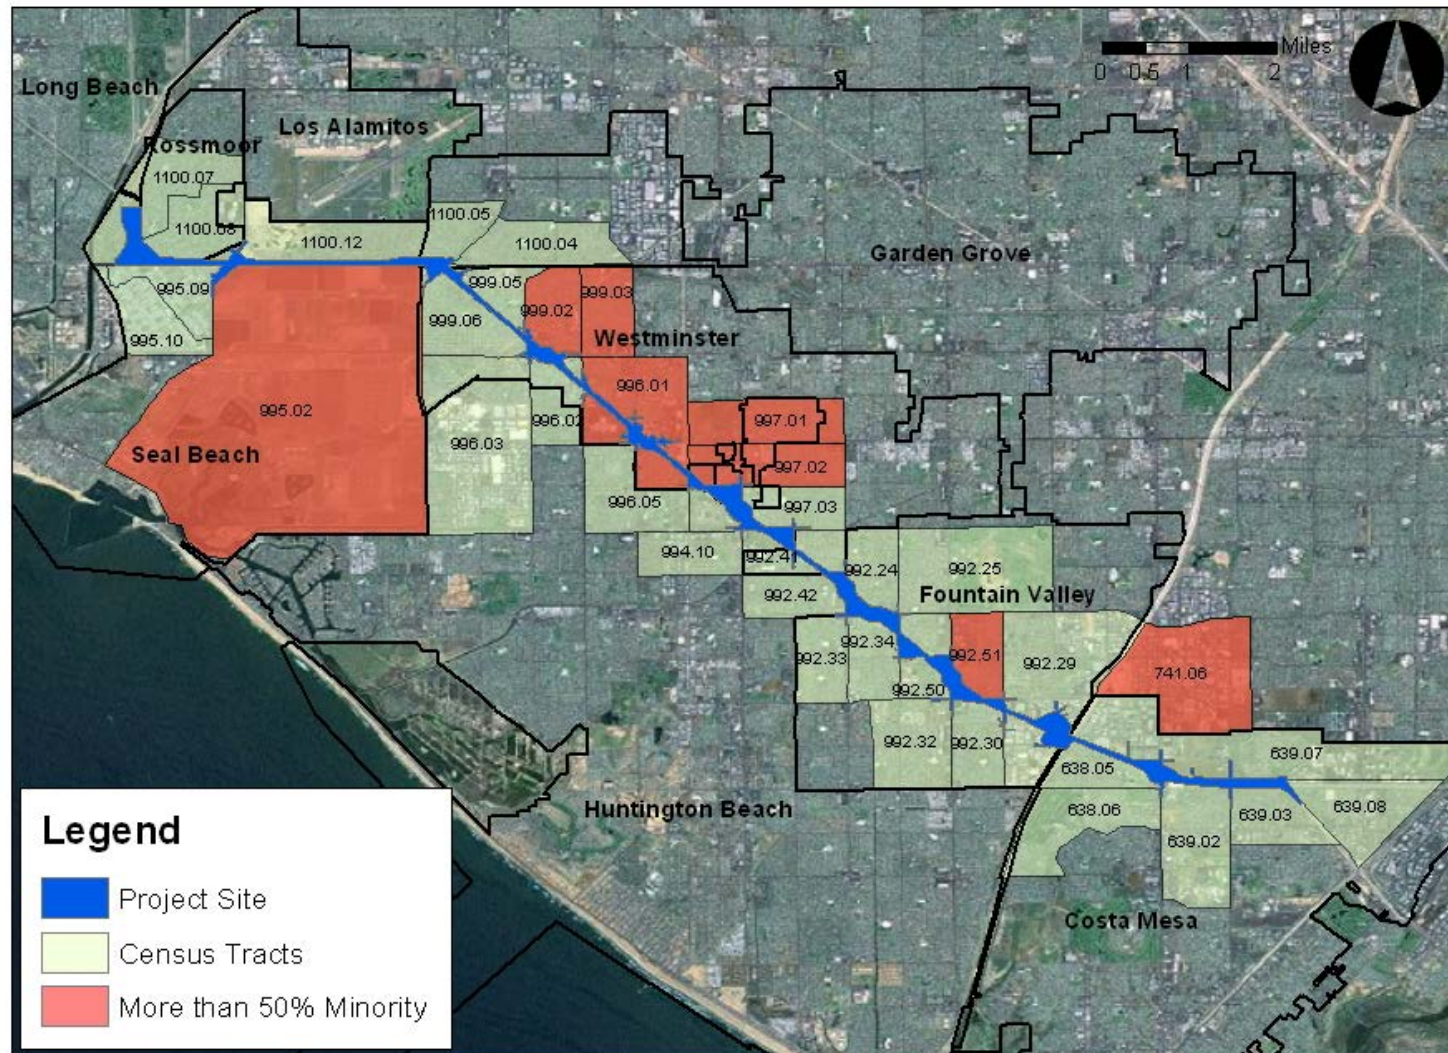 Miles
0 0.5 1 2
Long Beach
Los Alamitos
Rossmoor
1100.07
1100.05
1100.08
1100.12
1100.04
Garden Grove
995.09
999.05
999.03
999.02
999.06
995.10
Westminster
996.01
995.02
996.02
997.01
996.03
Seal Beach
997.02
996.05
997.03
994.10
992.41
992.24
992.25
992.42
Fountain Valley
992.34
992.51
992.33
992.29
741.06
992.50
992.32
992.30
639.07
638.05
Huntington Beach
638.06
639.03
639.08
639.02
Costa Mesa
Legend
Project Site
Census Tracts
More than 50% Minority